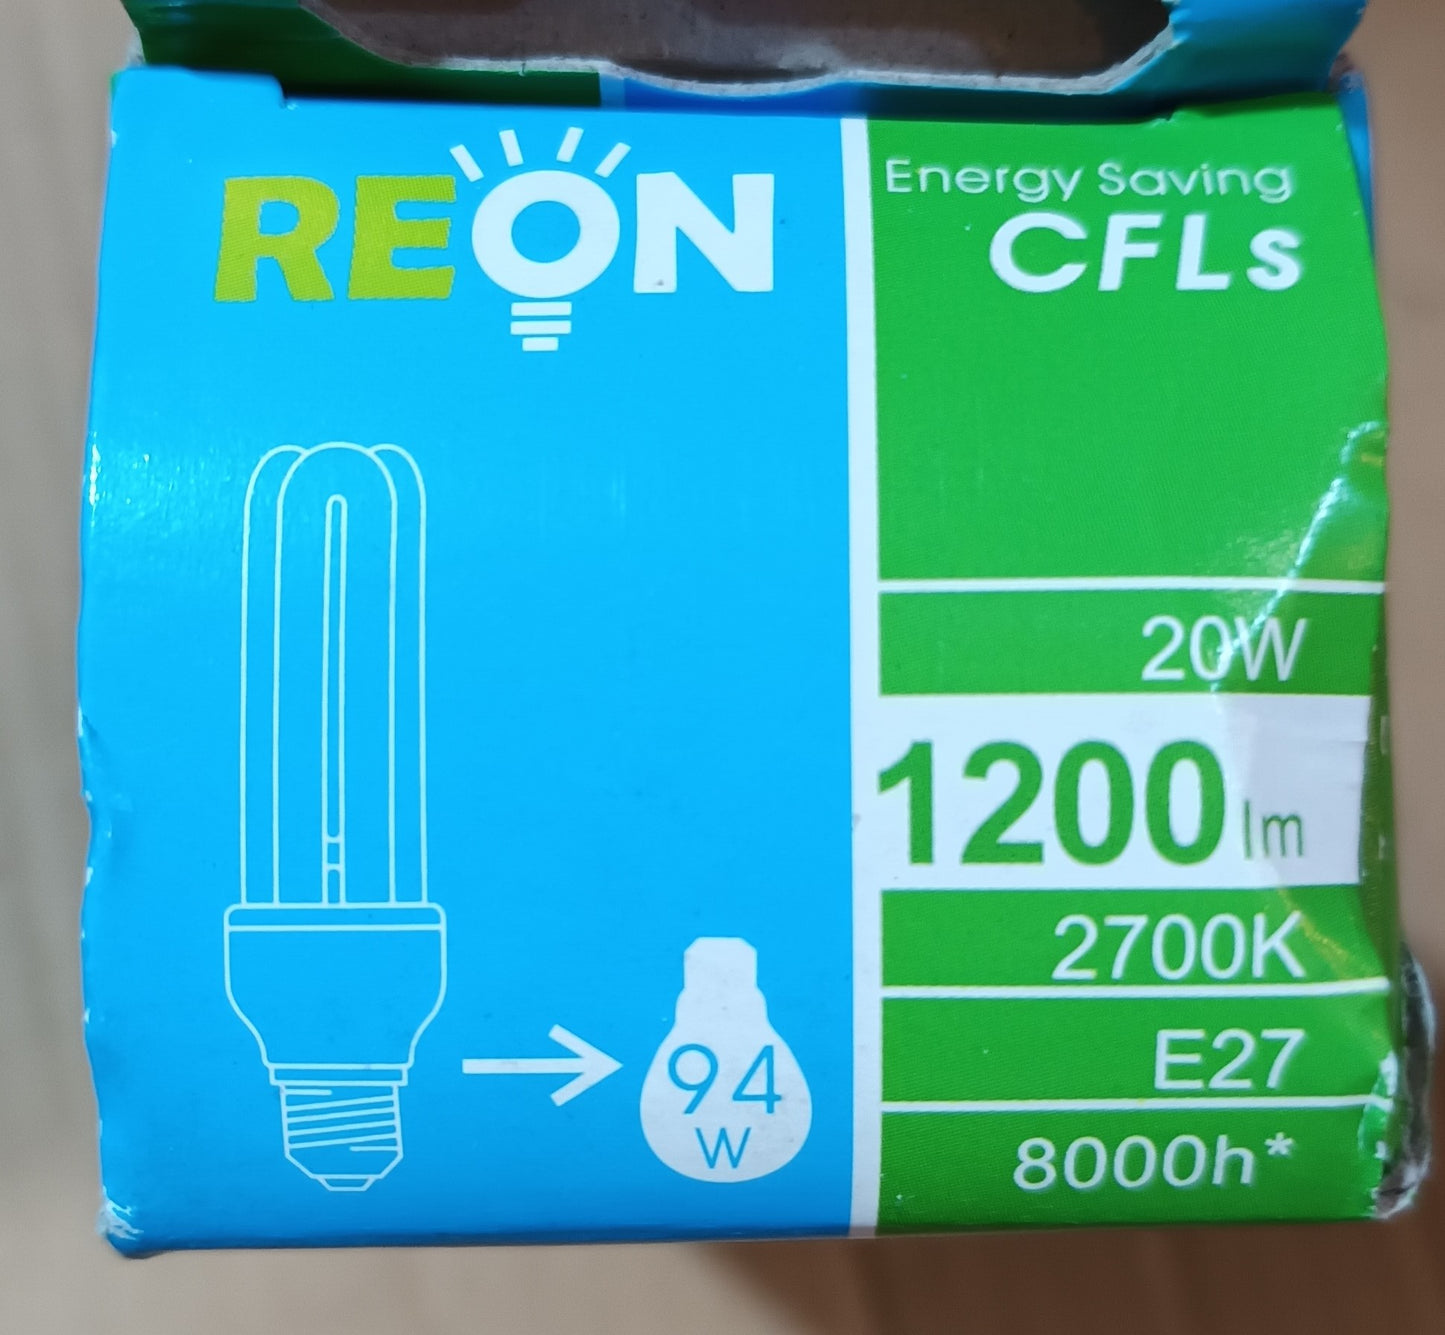 REON
Energy Saving
CFLs
20W
1200 lm
2700K
E27
8000h*
94
W